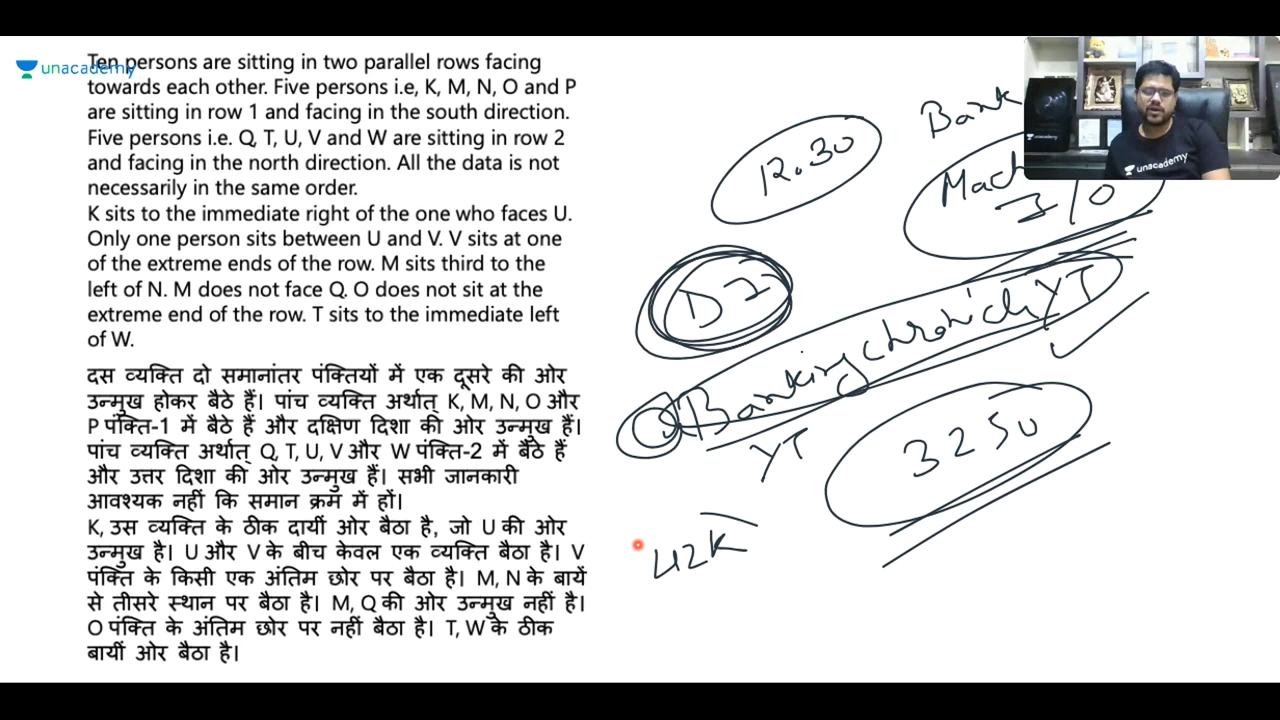 unacademy
Ten persons are sitting in two parallel rows facing
towards each other. Five persons i.e, K, M, N, O and P
are sitting in row 1 and facing in the south direction.
Five persons i.e. Q, T, U, V and W are sitting in row 2
and facing in the north direction. All the data is not
necessarily in the same order.
K sits to the immediate right of the one who faces U.
Only one person sits between U and V. V sits at one
of the extreme ends of the row. M sits third to the
left of N. M does not face Q. O does not sit at the
extreme end of the row. T sits to the immediate left
of W.
दस व्यक्ति दो समानांतर पंक्तियों में एक दूसरे की ओर
उन्मुख होकर बैठे हैं। पांच व्यक्ति अर्थात् K, M, N, O और
P पंक्ति-1 में बैठे हैं और दक्षिण दिशा की ओर उन्मुख हैं।
पांच व्यक्ति अर्थात् Q, T, U, V और W पंक्ति-2 में बैठे हैं
और उत्तर दिशा की ओर उन्मुख हैं। सभी जानकारी
आवश्यक नहीं कि समान क्रम में हों।
K, उस व्यक्ति के ठीक दायीं ओर बैठा है, जो U की ओर
उन्मुख है। U और V के बीच केवल एक व्यक्ति बैठा है। V
पंक्ति के किसी एक अंतिम छोर पर बैठा है। M, N के बायें
से तीसरे स्थान पर बैठा है। M, Q की ओर उन्मुख नहीं है।
O पंक्ति के अंतिम छोर पर नहीं बैठा है। T, W के ठीक
बायीं ओर बैठा है।
Bank
12.30
Mach
310
YT
3250
YT
42K
unacademy
unacademy